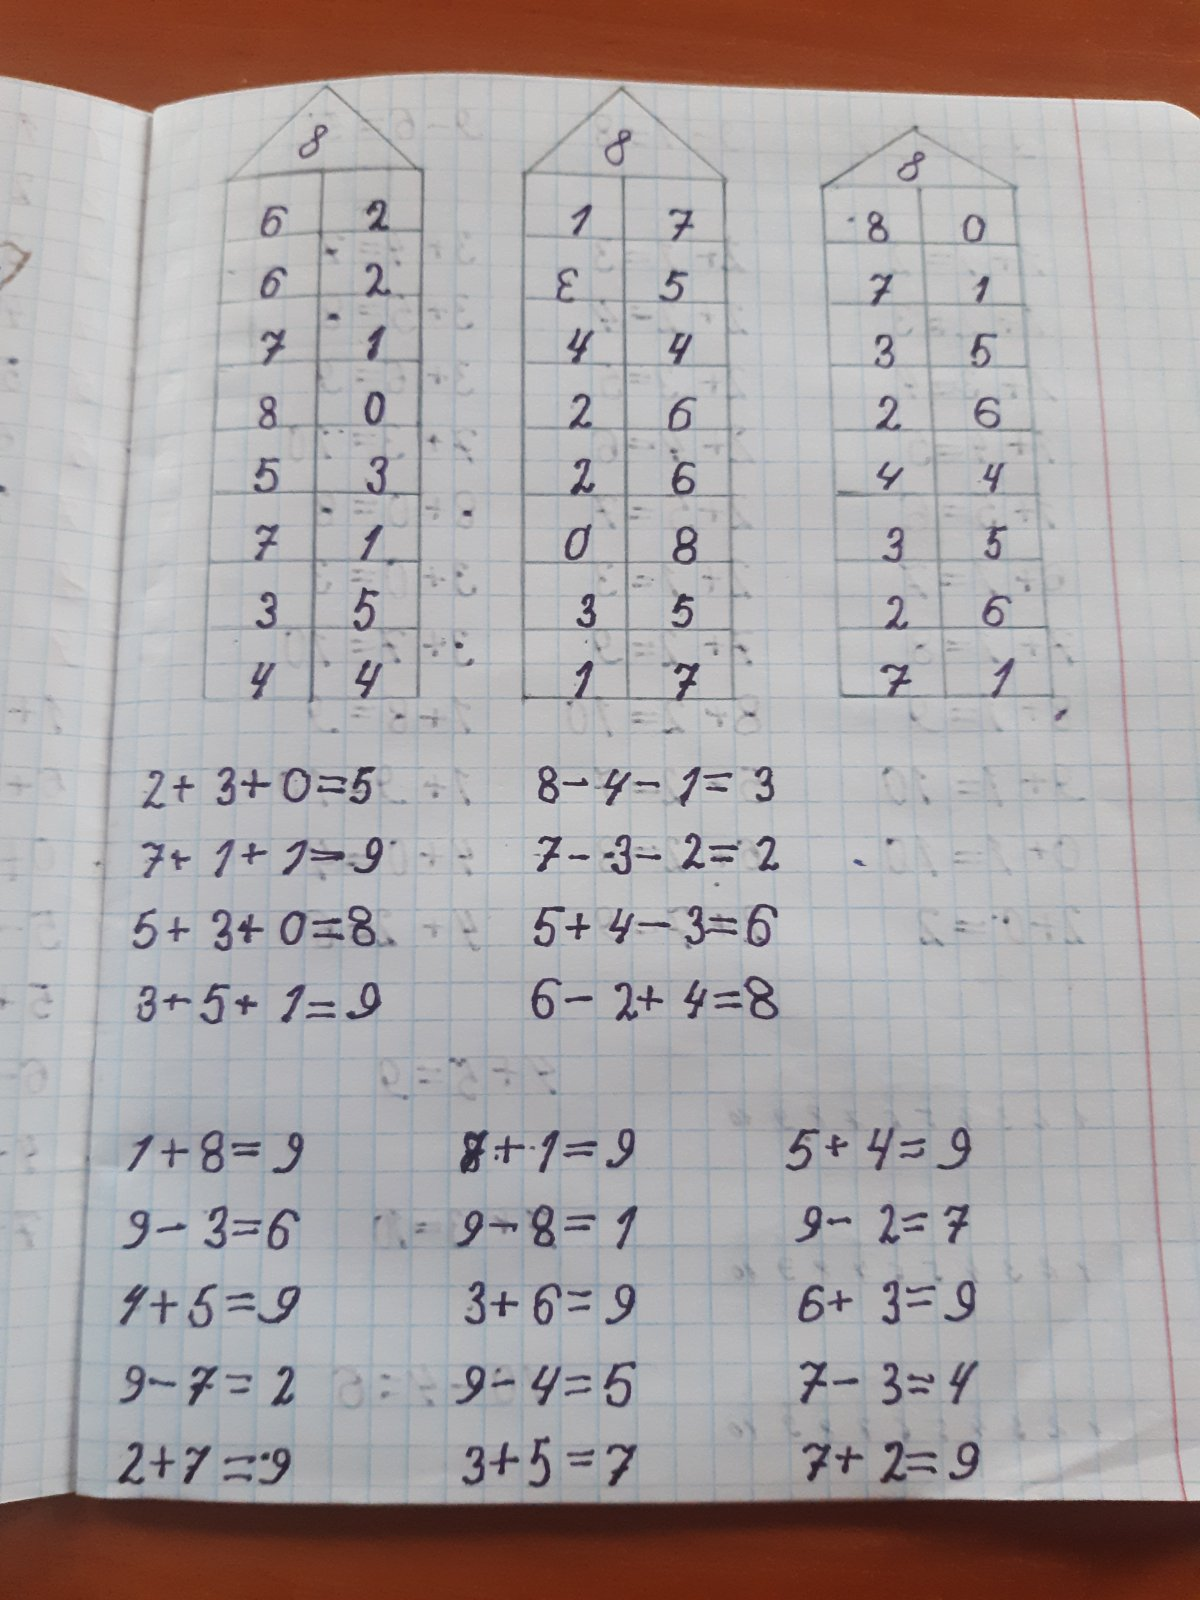 8 8 8
6 2 1 7 8 0
6 2 3 5 7 1
7 1 4 4 3 5
8 0 2 6 2 6
5 3 2 6 4 4
7 1 0 8 3 5
3 5 3 5 2 6
4 4 1 7 7 1
2+3+0=5 8-4-1=3
7+1+1=9 7-3-2=2
5+3+0=8 5+4-3=6
3+5+1=9 6-2+4=8
1+8=9 8+1=9 5+4=9
9-3=6 9-8=1 9-2=7
4+5=9 3+6=9 6+3=9
9-7=2 9-4=5 7-3=4
2+7=9 3+5=7 7+2=9